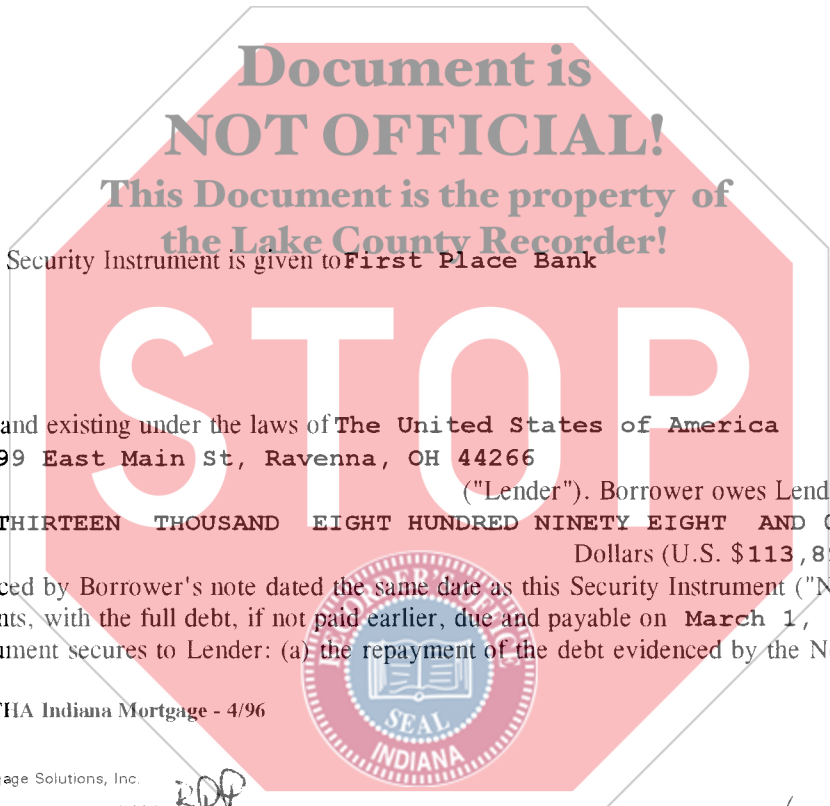 Document is
NOT OFFICIAL!
This Document is the property of
the Lake County Recorder!
Security Instrument is given to First Place Bank
STOP
and existing under the laws of The United States of America
99 East Main St, Ravenna, OH 44266
("Lender"). Borrower owes Lend
THIRTEEN THOUSAND EIGHT HUNDRED NINETY EIGHT AND
Dollars (U.S. $113,8
ced by Borrower's note dated the same date as this Security Instrument ("N
nts, with the full debt, if not paid earlier, due and payable on March 1,
ument secures to Lender: (a) the repayment of the debt evidenced by the N
HA Indiana Mortgage - 4/96
SEAL
INDIANA
gage Solutions, Inc.